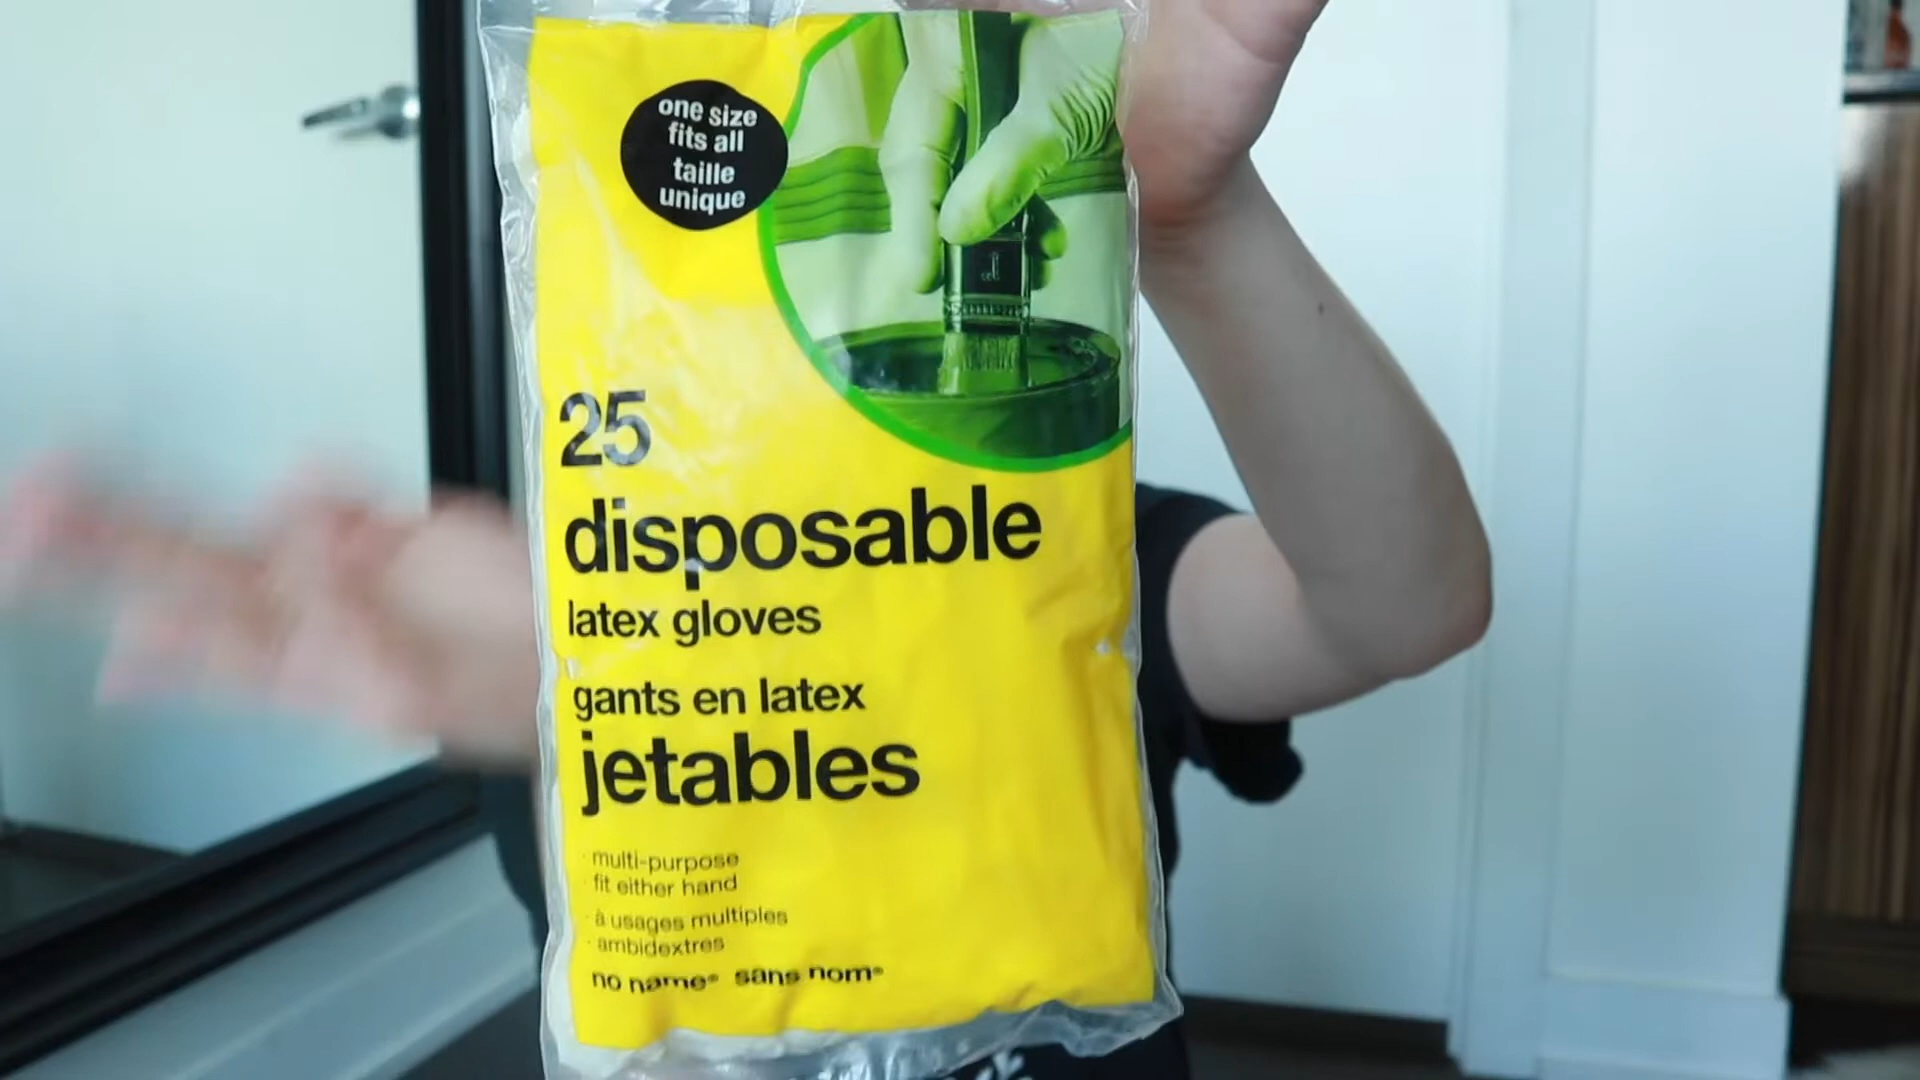 one size
fits all
taille
unique
25
disposable
latex gloves
gants en latex
jetables
· multi-purpose
· fit either hand
· à usages multiples
· ambidextres
no name® sans nom®